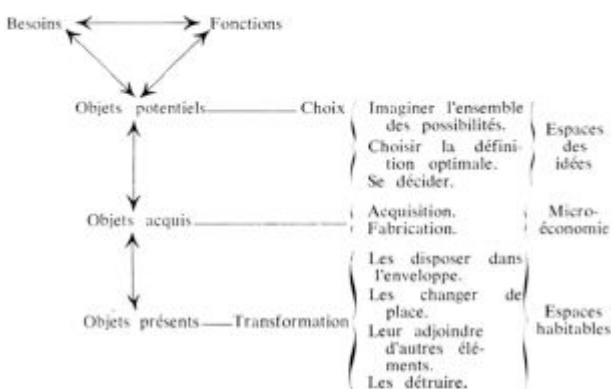 Besoins Fonctions
Objets potentiels Choix
Imaginer l'ensemble
des possibilités.
Choisir la défini-
tion optimale.
Se décider.
Espaces
des
idées
Objets acquis
Acquisition.
Fabrication.
Micro-
économie
Objets présents Transformation
Les disposer dans
l'enveloppe.
Les changer de
place.
Leur adjoindre
d'autres élé-
ments.
Les détruire.
Espaces
habitables